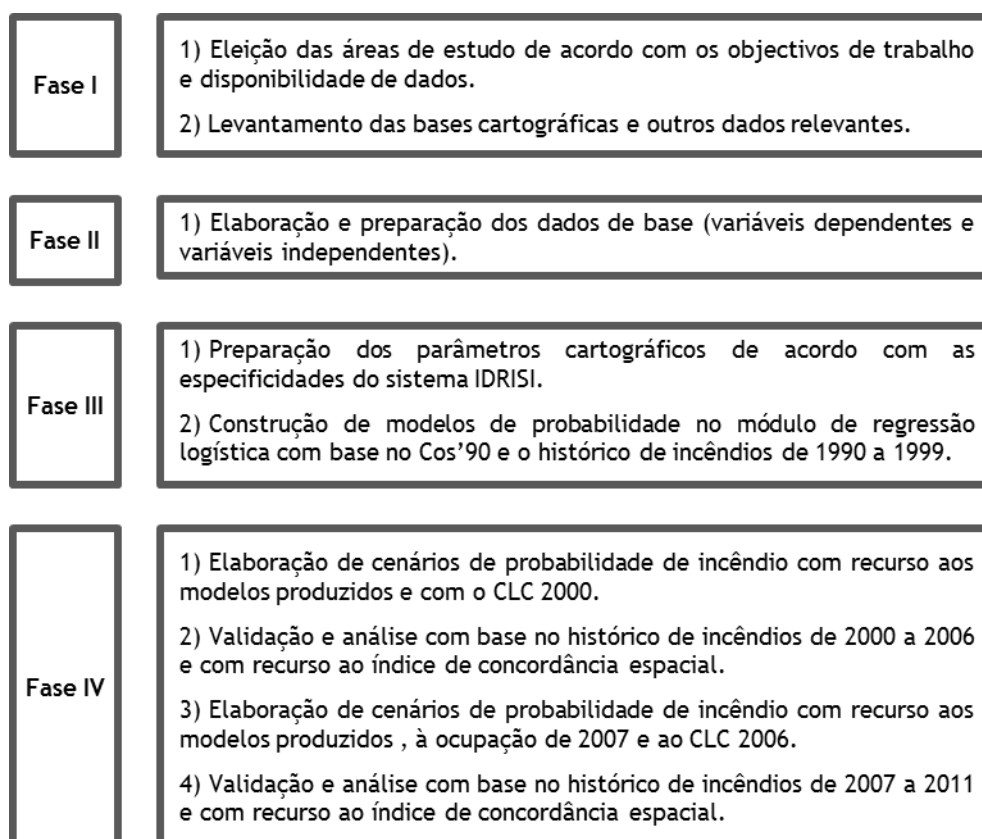 Fase I
1) Eleição das áreas de estudo de acordo com os objectivos de trabalho
e disponibilidade de dados.
2) Levantamento das bases cartográficas e outros dados relevantes.
Fase II
1) Elaboração e preparação dos dados de base (variáveis dependentes e
variáveis independentes).
Fase III
1) Preparação dos parâmetros cartográficos de acordo com as
especificidades do sistema IDRISI.
2) Construção de modelos de probabilidade no módulo de regressão
logística com base no Cos’90 e o histórico de incêndios de 1990 a 1999.
Fase IV
1) Elaboração de cenários de probabilidade de incêndio com recurso aos
modelos produzidos e com o CLC 2000.
2) Validação e análise com base no histórico de incêndios de 2000 a 2006
e com recurso ao índice de concordância espacial.
3) Elaboração de cenários de probabilidade de incêndio com recurso aos
modelos produzidos , à ocupação de 2007 e ao CLC 2006.
4) Validação e análise com base no histórico de incêndios de 2007 a 2011
e com recurso ao índice de concordância espacial.